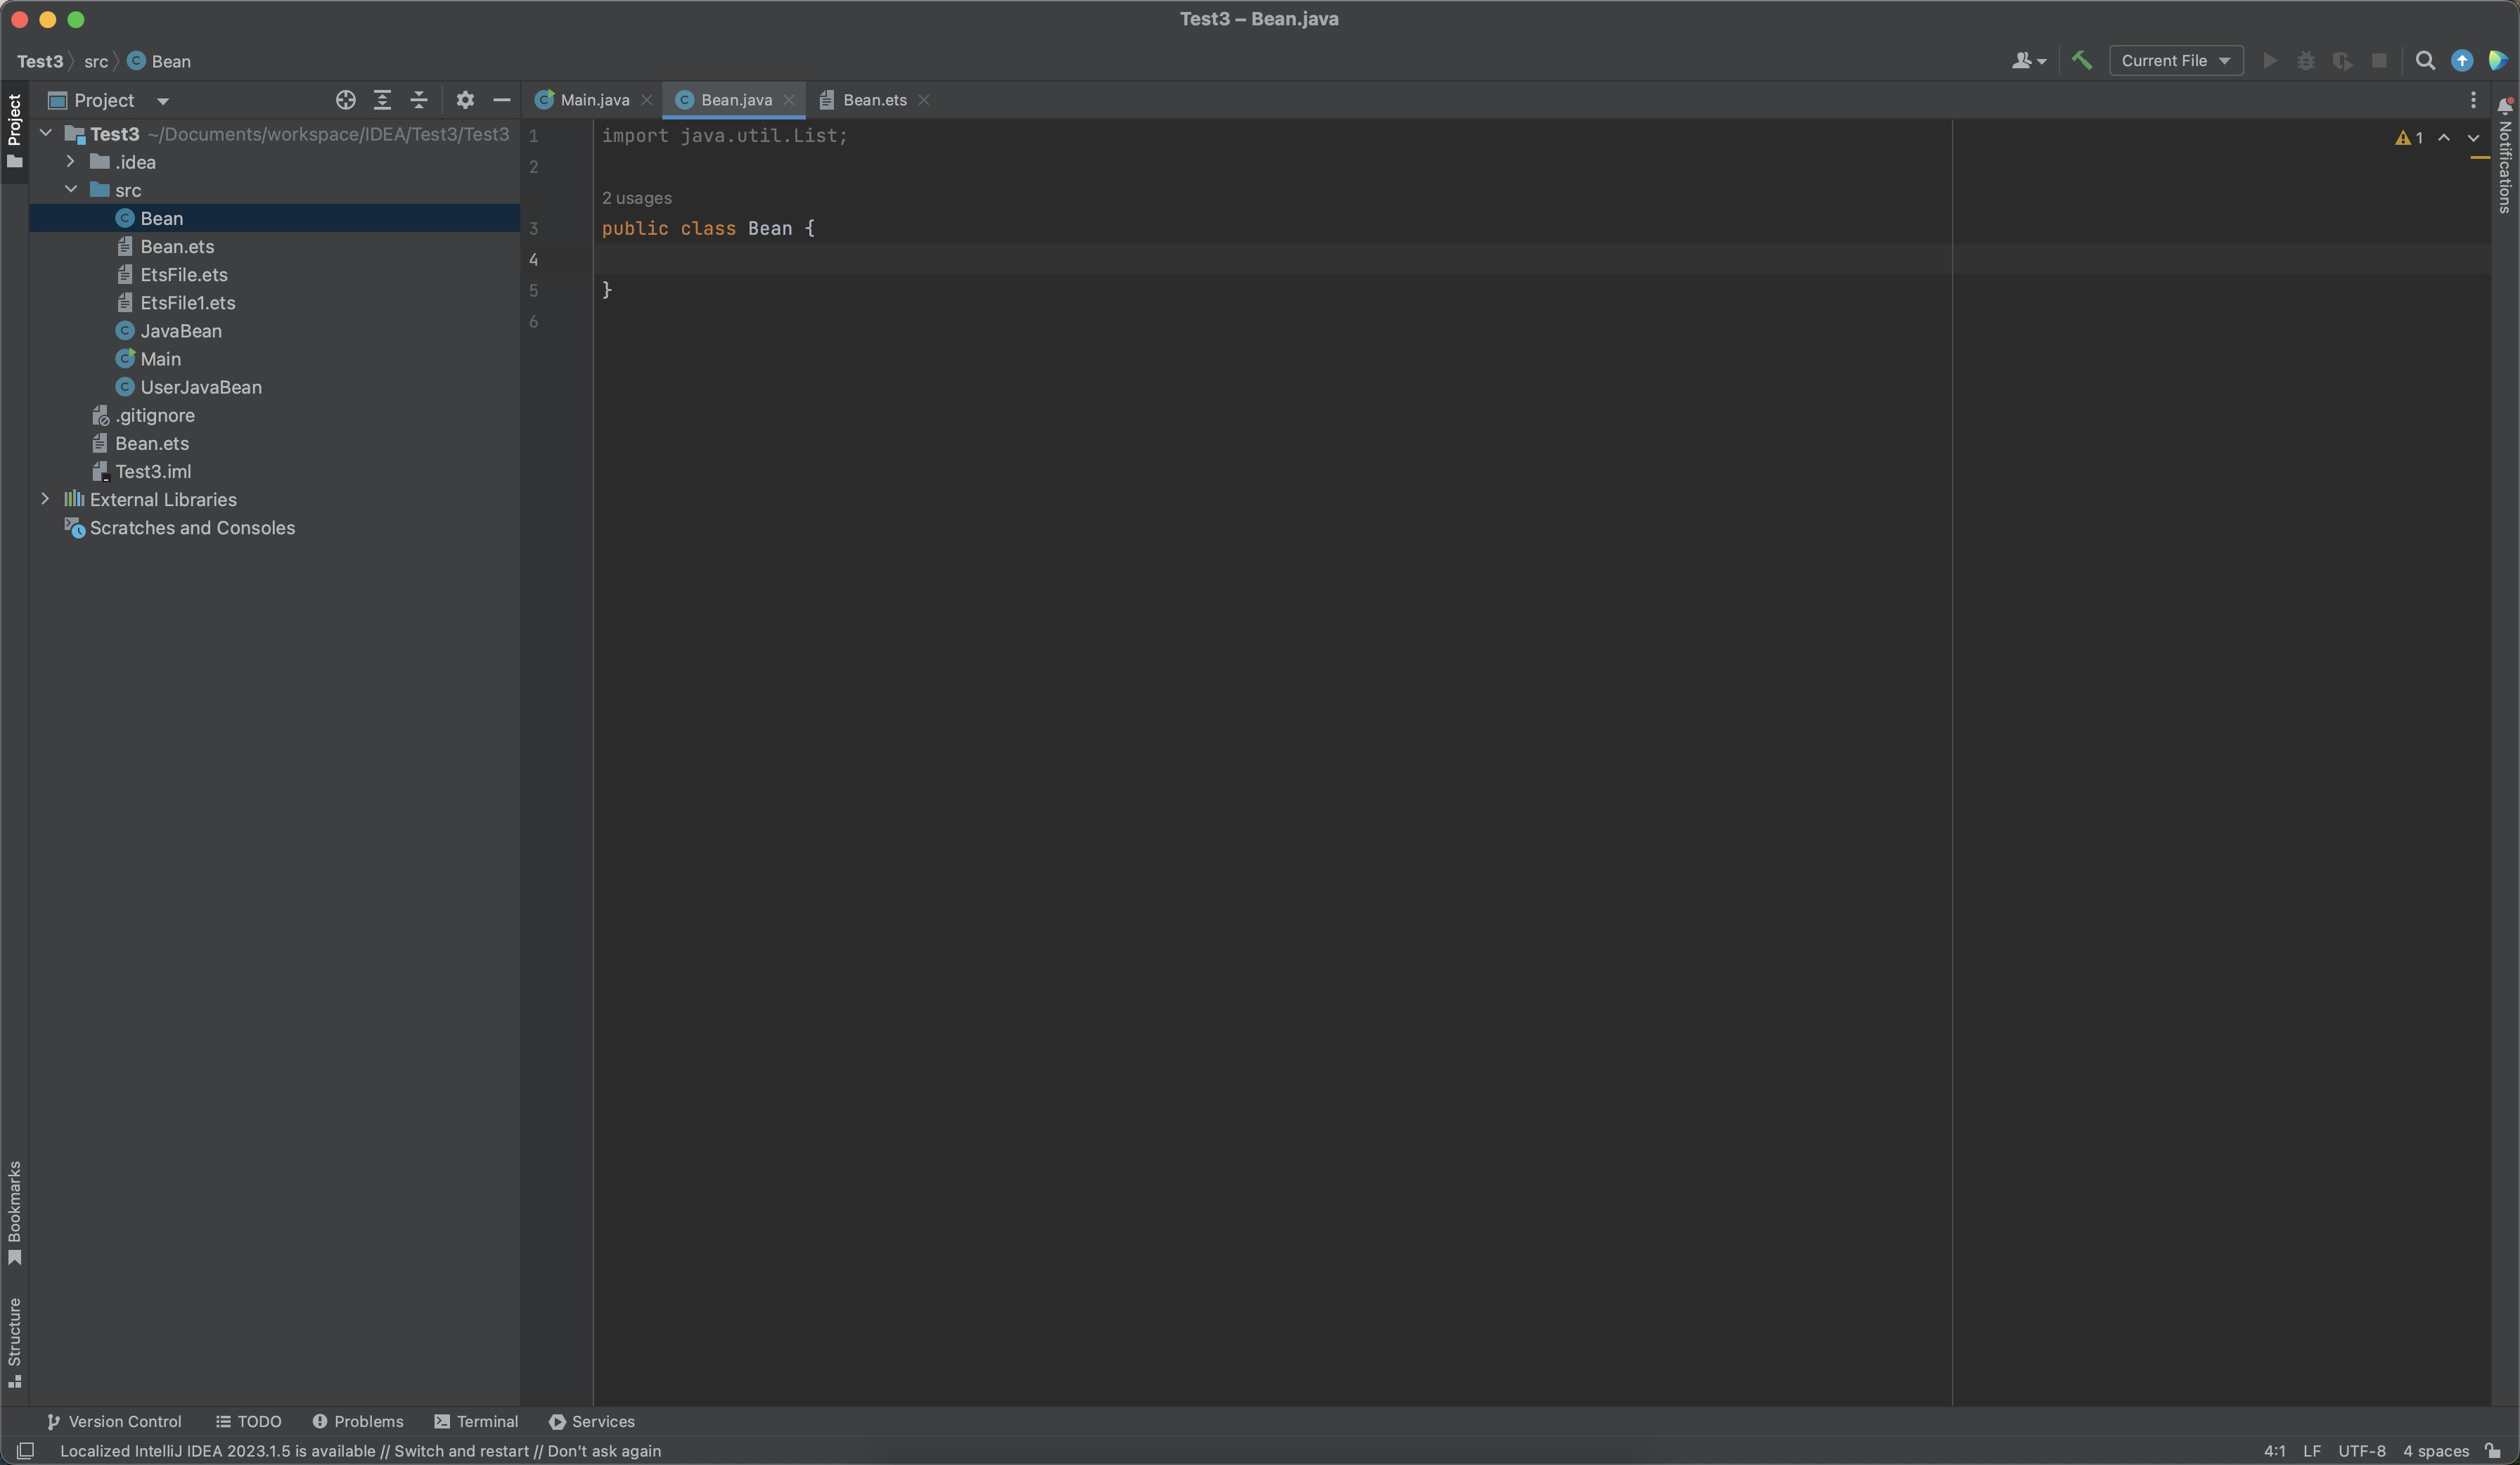 Test3 – Bean.java
Test3 src Bean
Current File
Project
Project
Main.java
Bean.java
Bean.ets
Notifications
Test3 ~/Documents/workspace/IDEA/Test3/Test3
.idea
src
Bean
Bean.ets
EtsFile.ets
EtsFile1.ets
JavaBean
Main
UserJavaBean
.gitignore
Bean.ets
Test3.iml
External Libraries
Scratches and Consoles
1 import java.util.List;
2
2 usages
3 public class Bean {
4
5 }
6
1
Bookmarks
Structure
Version Control TODO Problems Terminal Services
Localized IntelliJ IDEA 2023.1.5 is available // Switch and restart // Don't ask again
4:1 LF UTF-8 4 spaces